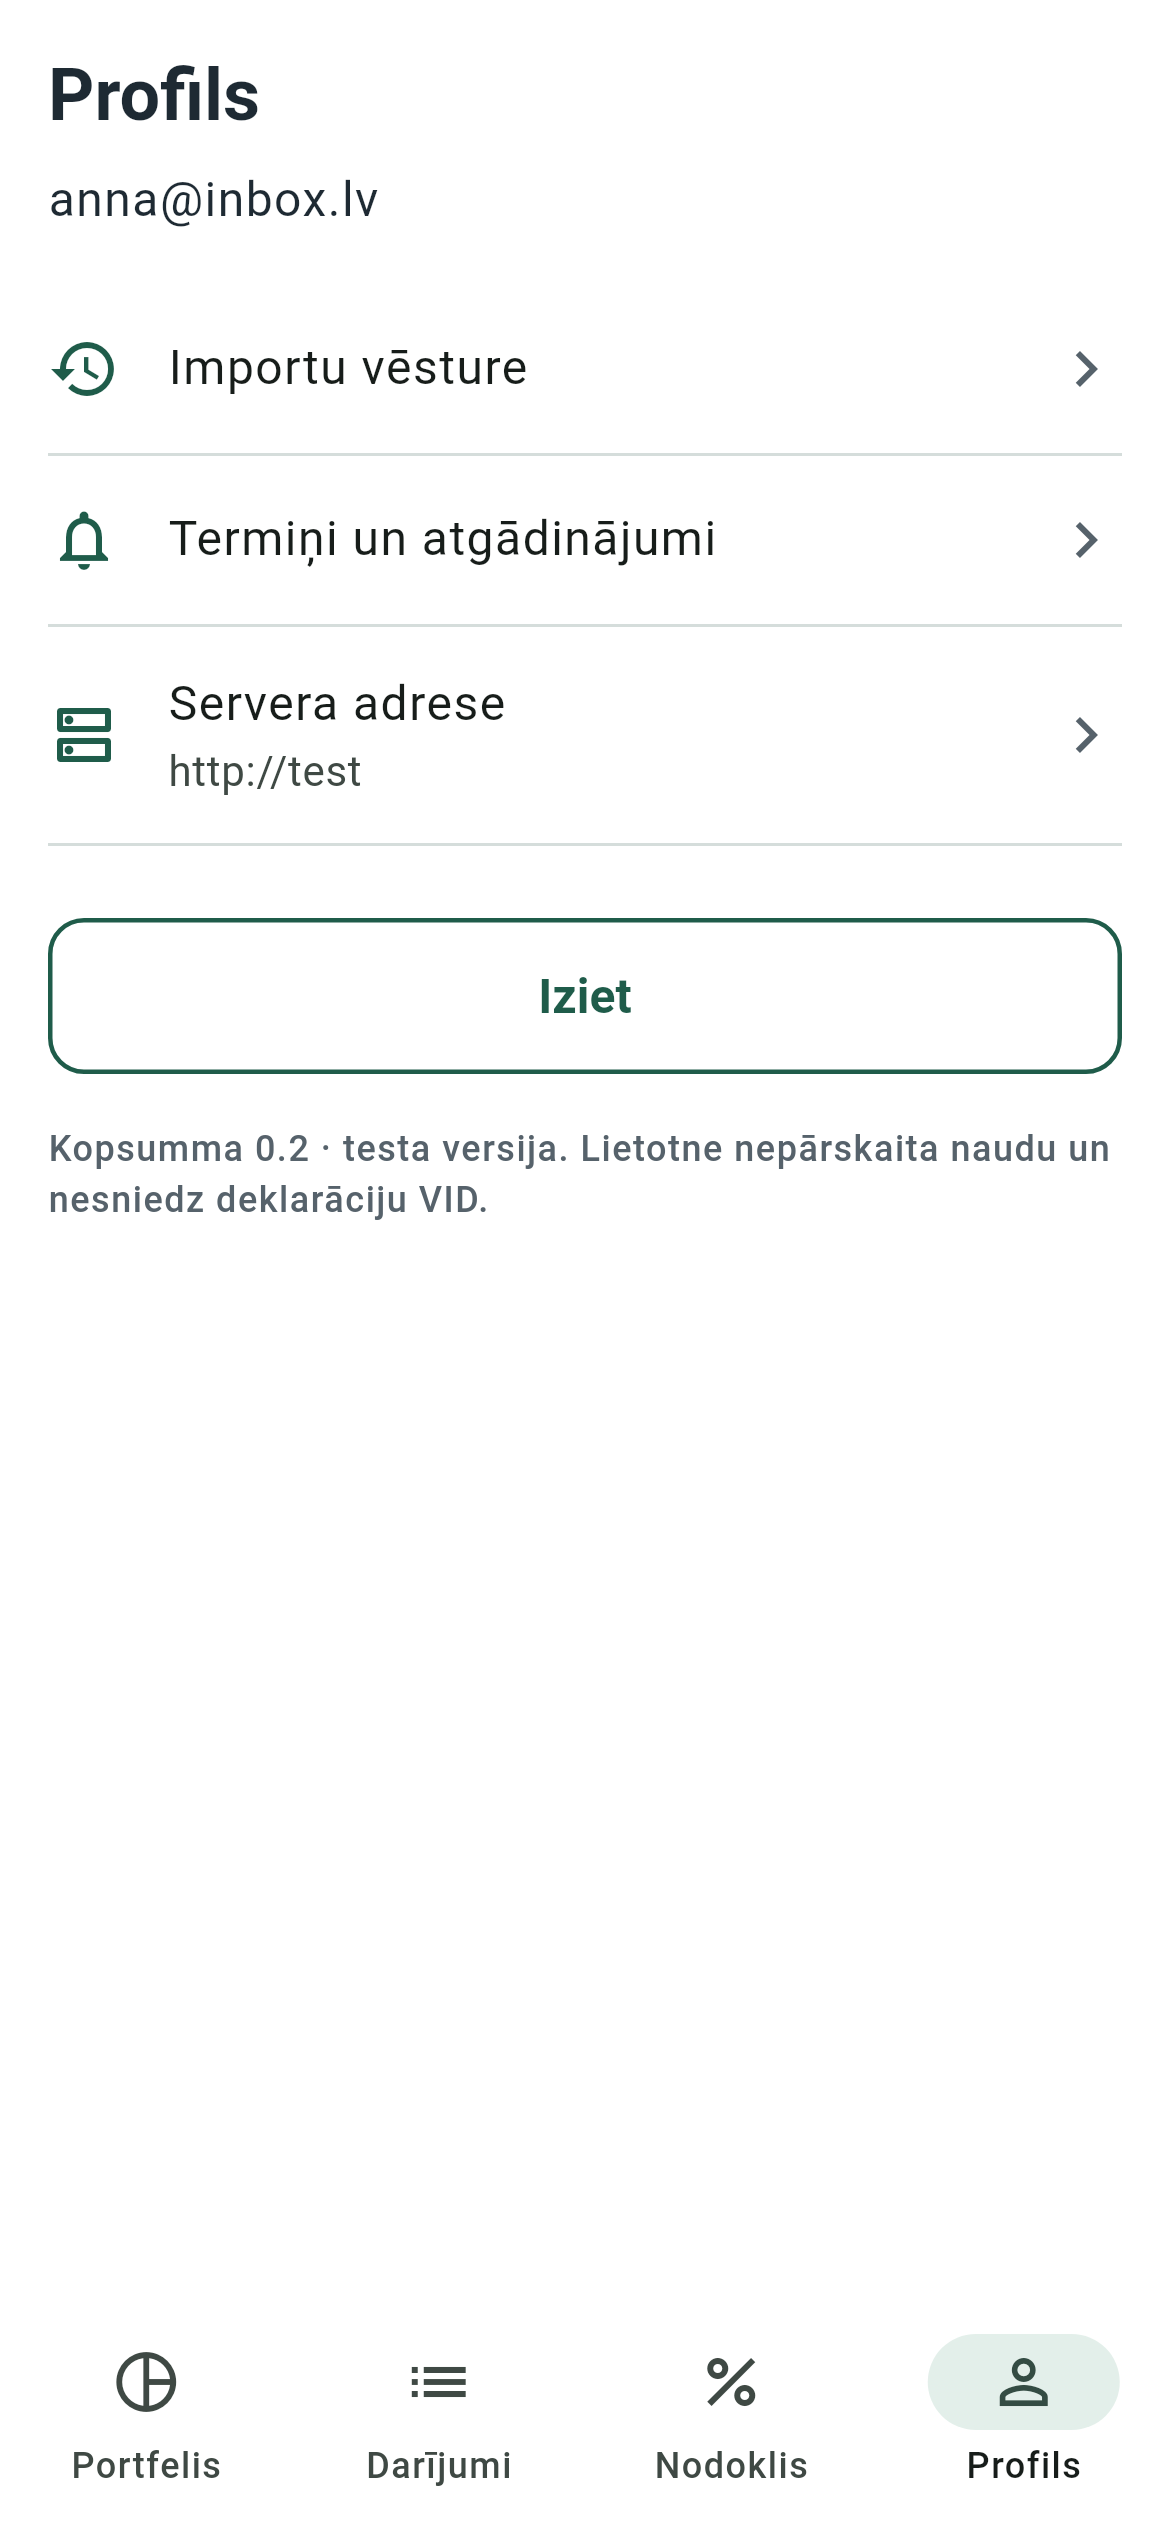 Profils
anna@inbox.lv
Importu vēsture
Termiņi un atgādinājumi
Servera adrese
http://test
Iziet
Kopsumma 0.2 · testa versija. Lietotne nepārskaita naudu un
nesniedz deklarāciju VID.
Portfelis
Darījumi
Nodoklis
Profils